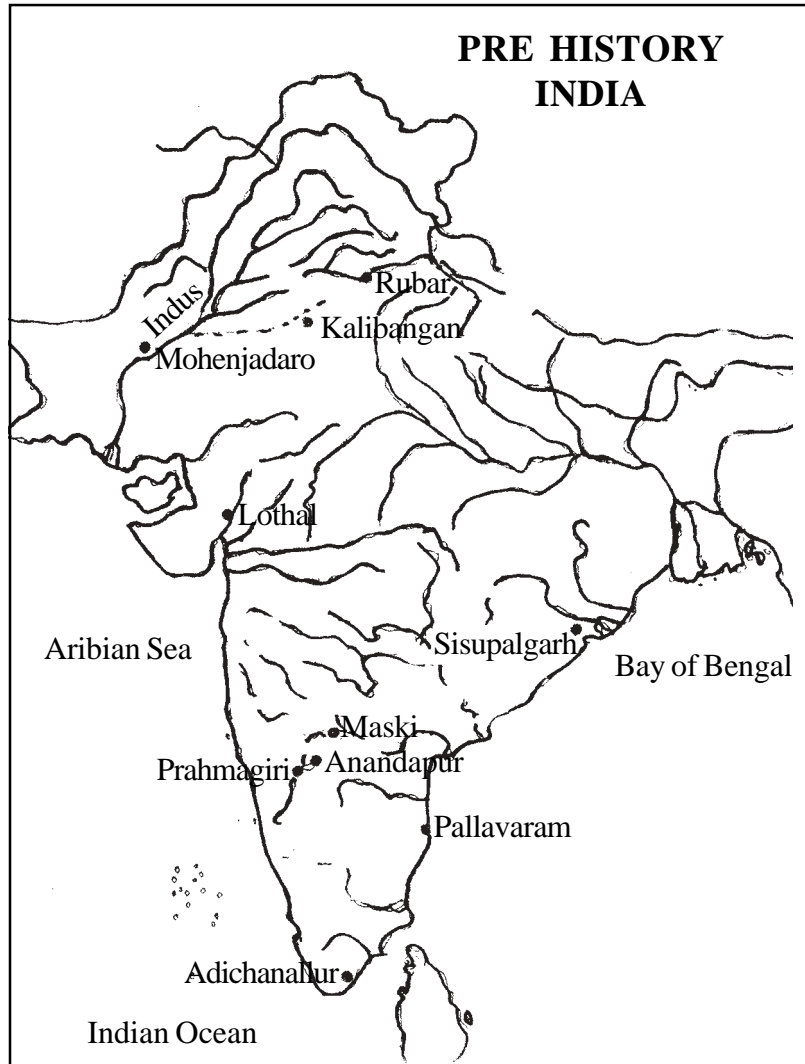 PRE HISTORY
INDIA
Rubar
Indus
Kalibangan
Mohenjadaro
Lothal
Aribian Sea
Sisupalgarh
Bay of Bengal
Maski
Anandapur
Prahmagiri
Pallavaram
Adichanallur
Indian Ocean